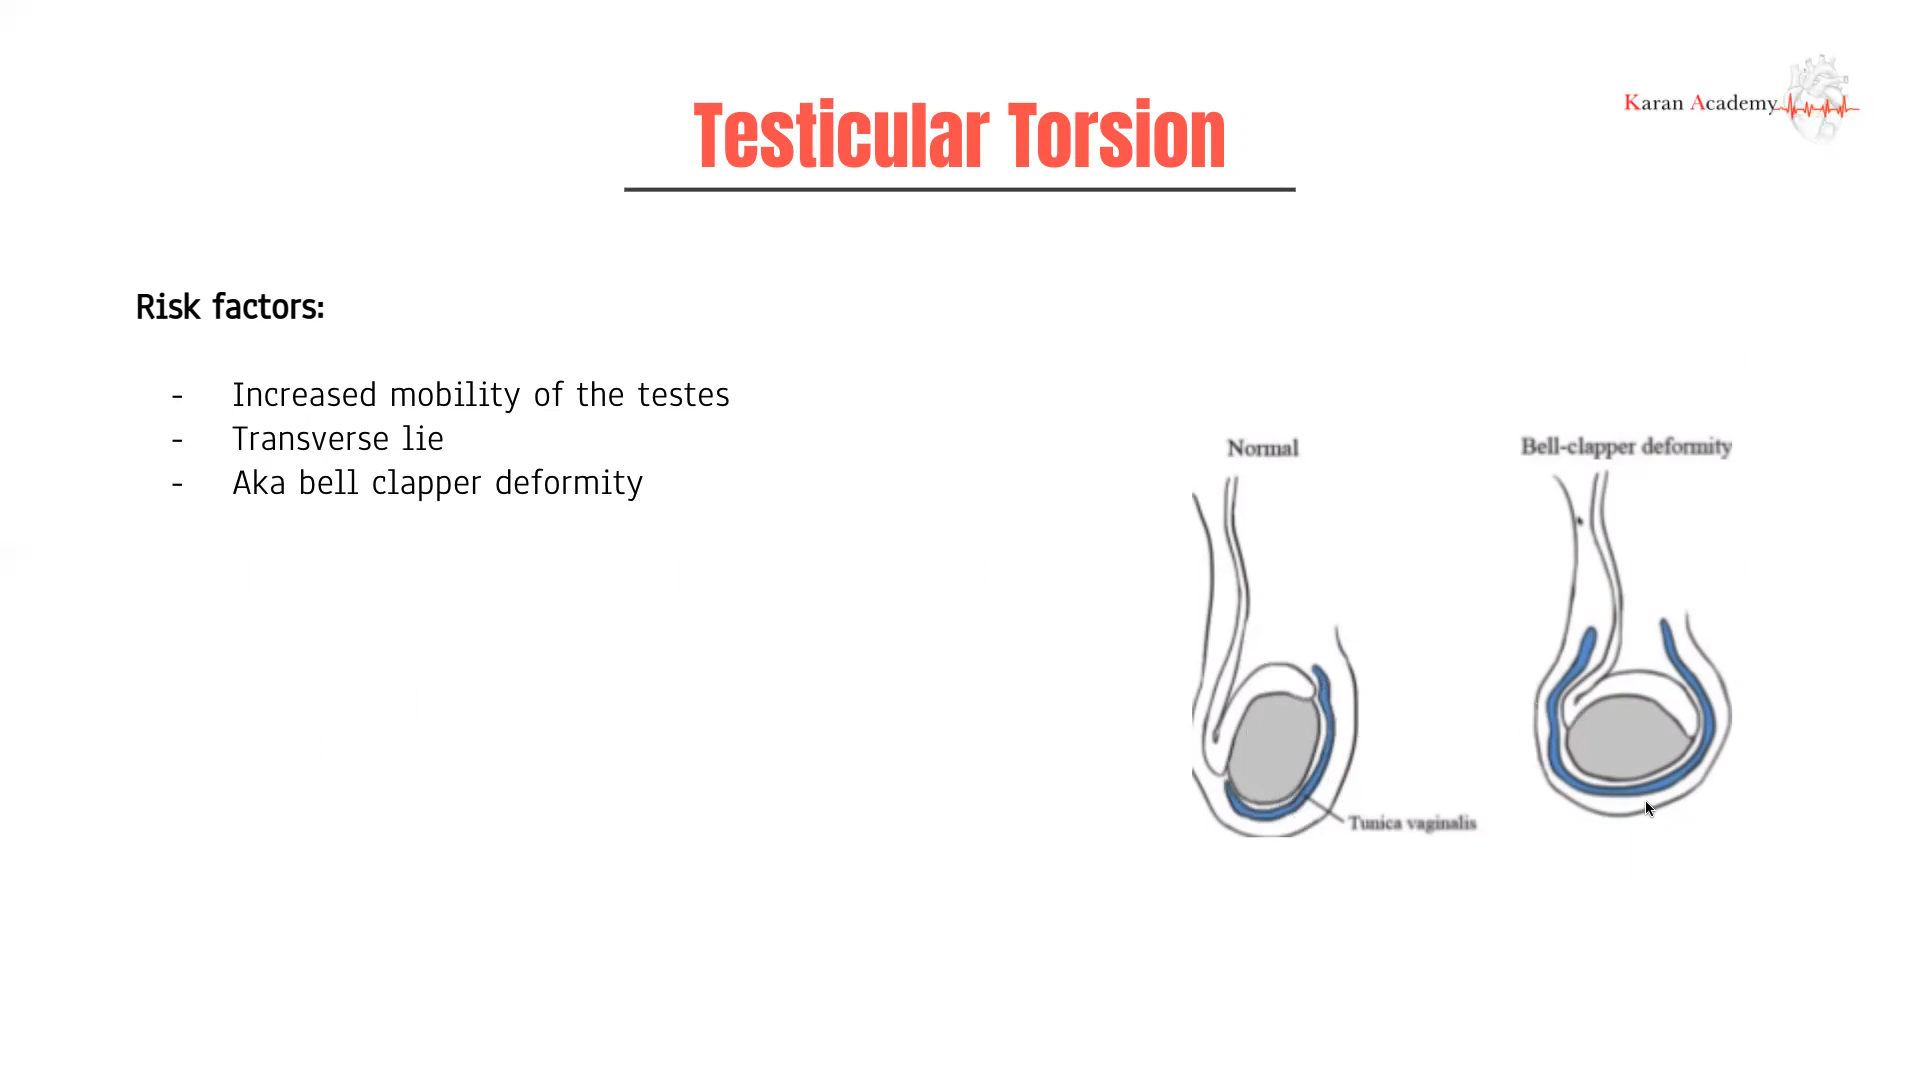 Karan Academy
Testicular Torsion
Risk factors:
- Increased mobility of the testes
- Transverse lie
- Aka bell clapper deformity
Normal
Bell-clapper deformity
Tunica vaginalis